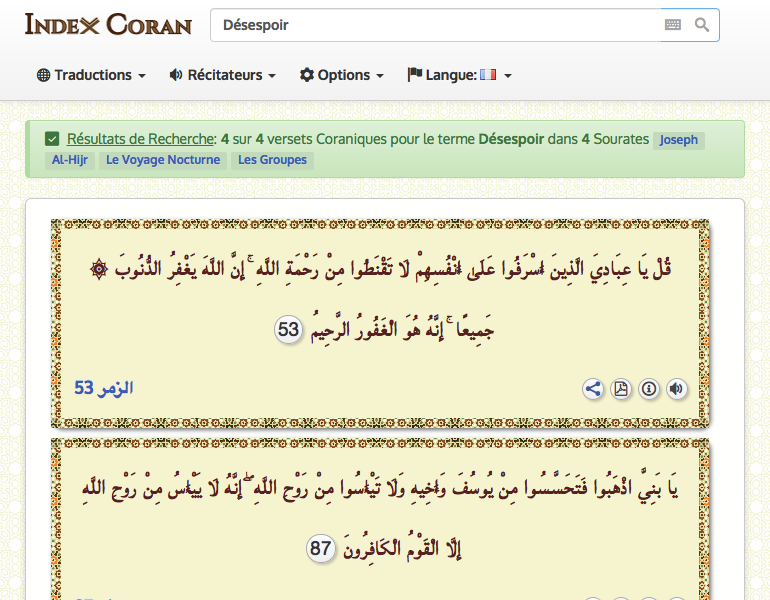 Index Coran
Désespoir
Traductions
Récitateurs
Options
Langue:
Résultats de Recherche: 4 sur 4 versets Coraniques pour le terme Désespoir dans 4 Sourates Joseph
Al-Hijr Le Voyage Nocturne Les Groupes
قُلْ يَا عِبَادِيَ الَّذِينَ أَسْرَفُوا عَلَىٰ أَنْفُسِهِمْ لَا تَقْنَطُوا مِنْ رَحْمَةِ اللَّهِ ۚ إِنَّ اللَّهَ يَغْفِرُ الذُّنُوبَ ۞
جَمِيعًا ۚ إِنَّهُ هُوَ الْغَفُورُ الرَّحِيمُ 53
الزمر 53
يَا بَنِيَّ اذْهَبُوا فَتَحَسَّسُوا مِنْ يُوسُفَ وَأَخِيهِ وَلَا تَيْأَسُوا مِنْ رَوْحِ اللَّهِ ۖ إِنَّهُ لَا يَيْأَسُ مِنْ رَوْحِ اللَّهِ
إِلَّا الْقَوْمُ الْكَافِرُونَ 87